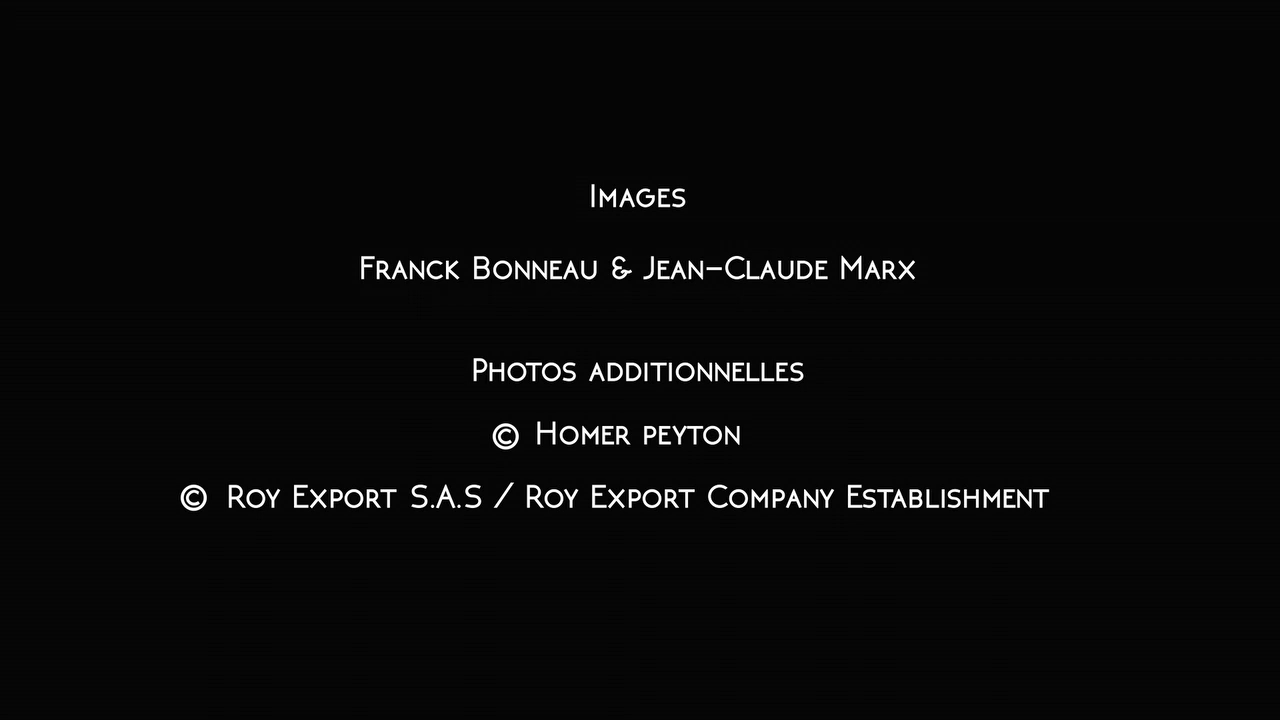 Images
Franck Bonneau & Jean-Claude Marx
Photos additionnelles
© Homer peyton
© Roy Export S.A.S / Roy Export Company Establishment